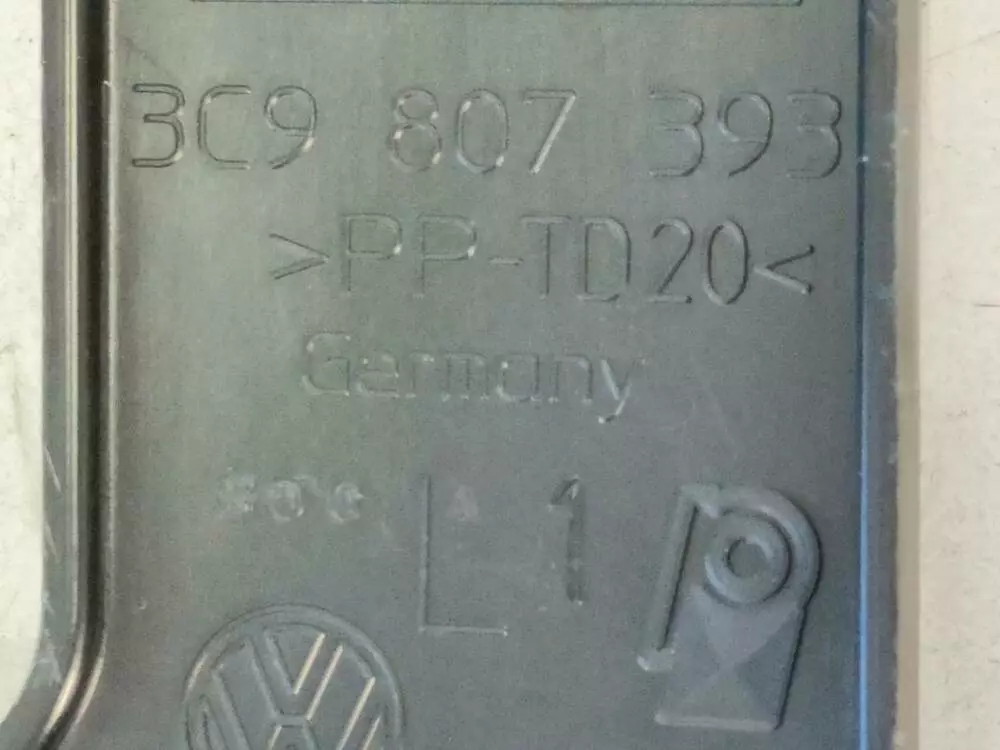 3C9 807 393
>PP-TD20<
Germany
L 1